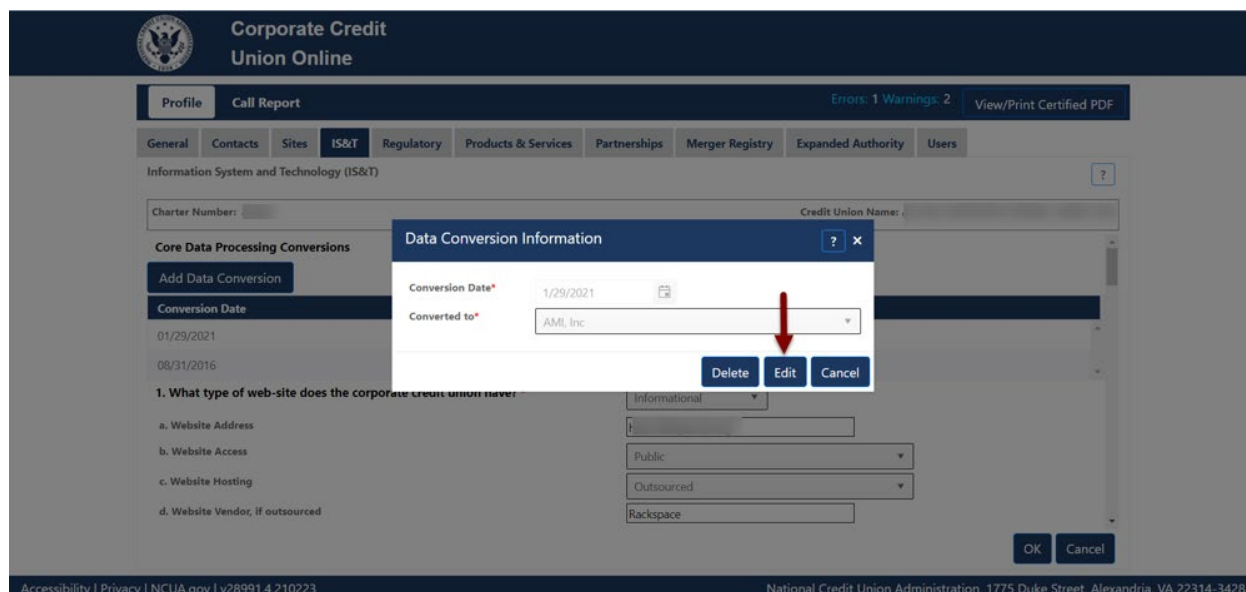 Corporate Credit
Union Online
Profile Call Report Errors: 1 Warnings: 2 View/Print Certified PDF
General Contacts Sites IS&T Regulatory Products & Services Partnerships Merger Registry Expanded Authority Users
Information System and Technology (IS&T) ?
Charter Number: Credit Union Name:
Core Data Processing Conversions
Data Conversion Information ? ×
Add Data Conversion
Conversion Date* 1/29/2021
Conversion Date
Converted to* AMI, Inc
01/29/2021
08/31/2016
Delete Edit Cancel
1. What type of web-site does the corporate credit union have? Informational
a. Website Address
b. Website Access Public
c. Website Hosting Outsourced
d. Website Vendor, if outsourced Rackspace
OK Cancel
Accessibility | Privacy | NCUA.gov | v28991.4.210223 National Credit Union Administration, 1775 Duke Street, Alexandria, VA 22314-3428